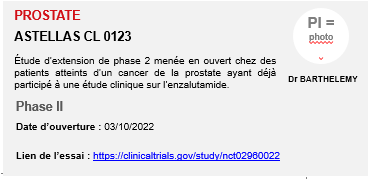 PROSTATE
ASTELLAS CL 0123
Étude d'extension de phase 2 menée en ouvert chez des
patients atteints d'un cancer de la prostate ayant déjà
participé à une étude clinique sur l'enzalutamide.
Phase II
Date d'ouverture : 03/10/2022
Lien de l'essai : https://clinicaltrials.gov/study/nct02960022
PI =
photo
Dr BARTHELEMY